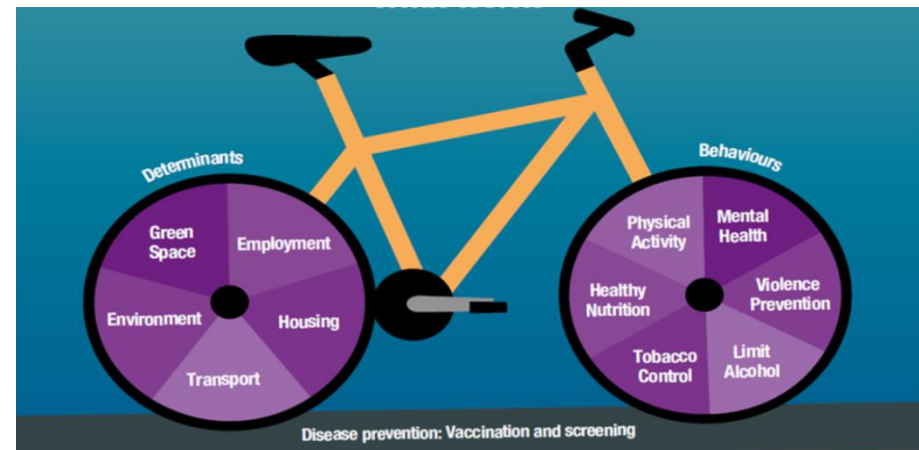 Determinants
Green
Space
Employment
Environment
Housing
Transport
Behaviours
Physical
Activity
Mental
Health
Healthy
Nutrition
Violence
Prevention
Tobacco
Control
Limit
Alcohol
Disease prevention: Vaccination and screening